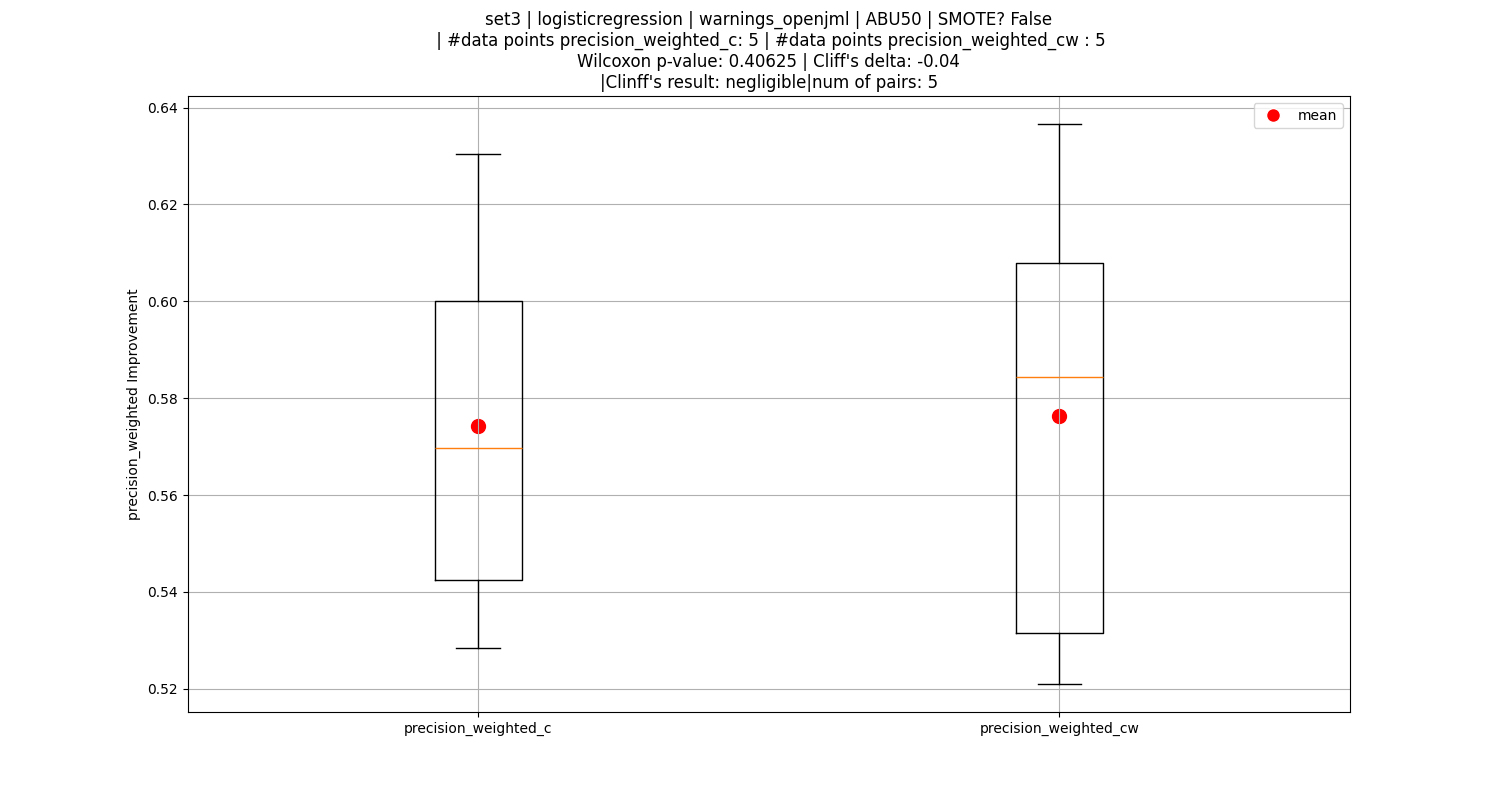 set3 | logisticregression | warnings_openjml | ABU50 | SMOTE? False
| #data points precision_weighted_c: 5 | #data points precision_weighted_cw : 5
Wilcoxon p-value: 0.40625 | Cliff's delta: -0.04
|Clinff's result: negligible|num of pairs: 5
mean
precision_weighted Improvement
0.64
0.62
0.60
0.58
0.56
0.54
0.52
precision_weighted_c
precision_weighted_cw